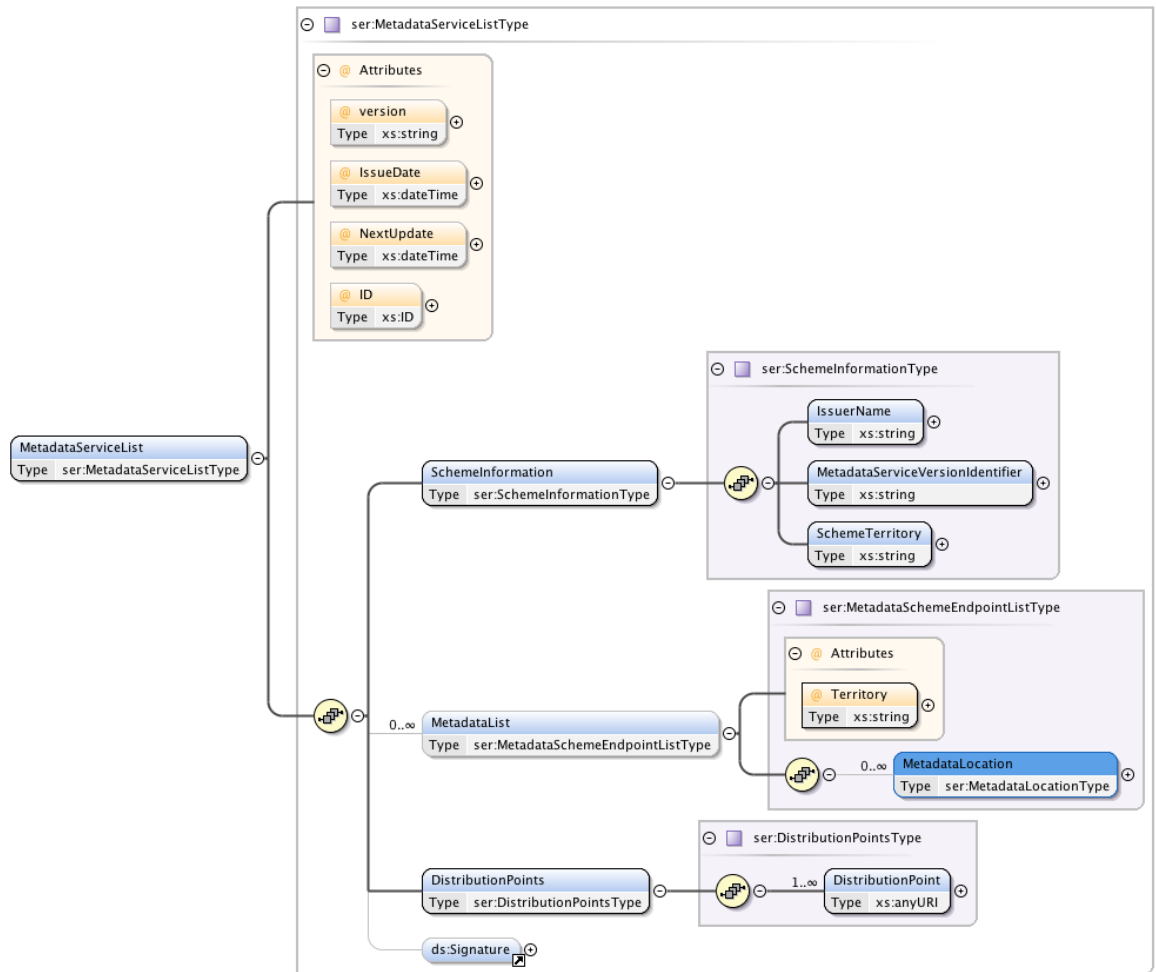 ser:MetadataServiceListType
@ Attributes
@ version
Type xs:string
@ IssueDate
Type xs:dateTime
@ NextUpdate
Type xs:dateTime
@ ID
Type xs:ID
ser:SchemeInformationType
IssuerName
Type xs:string
MetadataServiceList
Type ser:MetadataServiceListType
SchemeInformation
Type ser:SchemeInformationType
MetadataServiceVersionIdentifier
Type xs:string
SchemeTerritory
Type xs:string
ser:MetadataSchemeEndpointListType
@ Attributes
@ Territory
Type xs:string
0..∞
MetadataList
Type ser:MetadataSchemeEndpointListType
0..∞
MetadataLocation
Type ser:MetadataLocationType
ser:DistributionPointsType
DistributionPoints
Type ser:DistributionPointsType
1..∞
DistributionPoint
Type xs:anyURI
ds:Signature